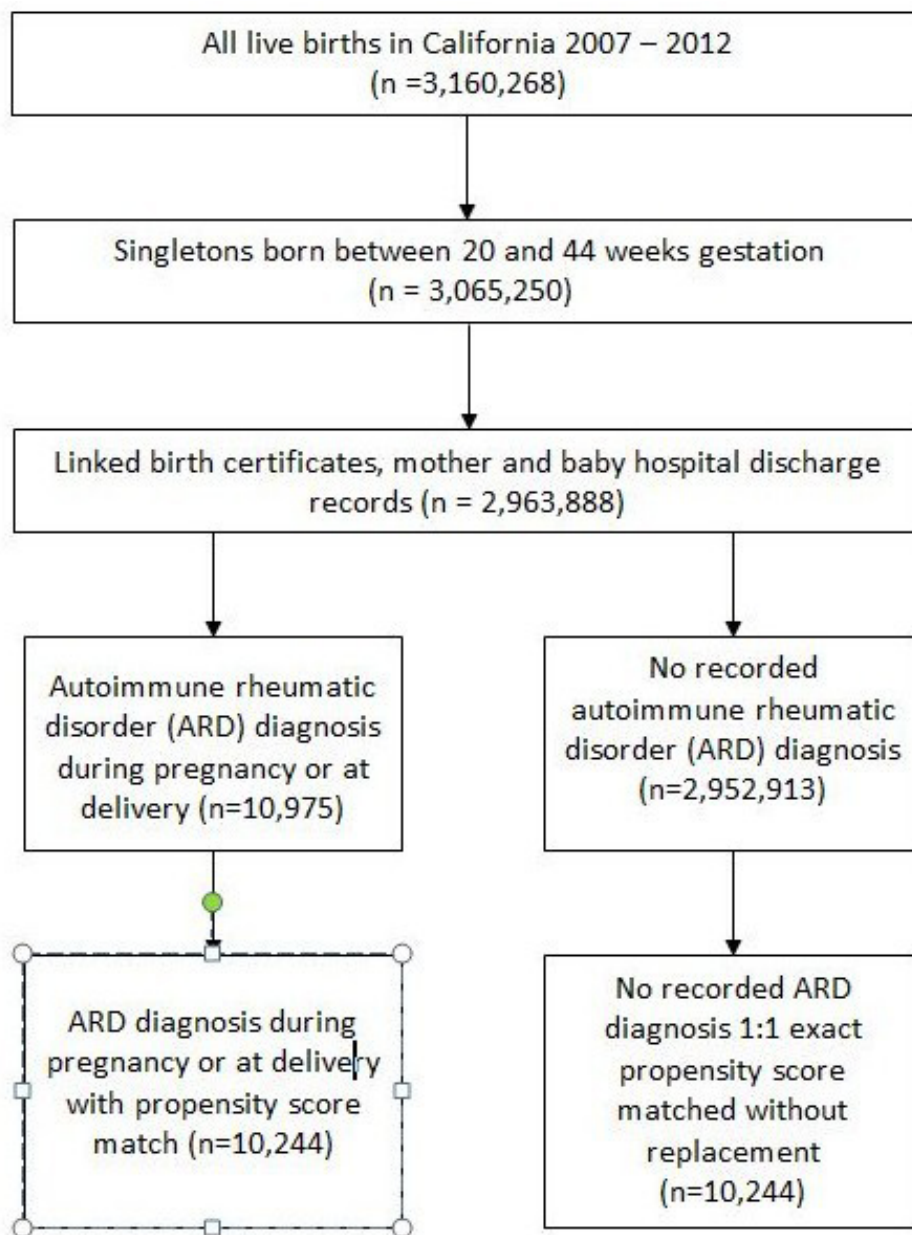 All live births in California 2007 – 2012
(n =3,160,268)
Singletons born between 20 and 44 weeks gestation
(n = 3,065,250)
Linked birth certificates, mother and baby hospital discharge
records (n = 2,963,888)
Autoimmune rheumatic
disorder (ARD) diagnosis
during pregnancy or at
delivery (n=10,975)
No recorded
autoimmune rheumatic
disorder (ARD) diagnosis
(n=2,952,913)
ARD diagnosis during
pregnancy or at delivery
with propensity score
match (n=10,244)
No recorded ARD
diagnosis 1:1 exact
propensity score
matched without
replacement
(n=10,244)